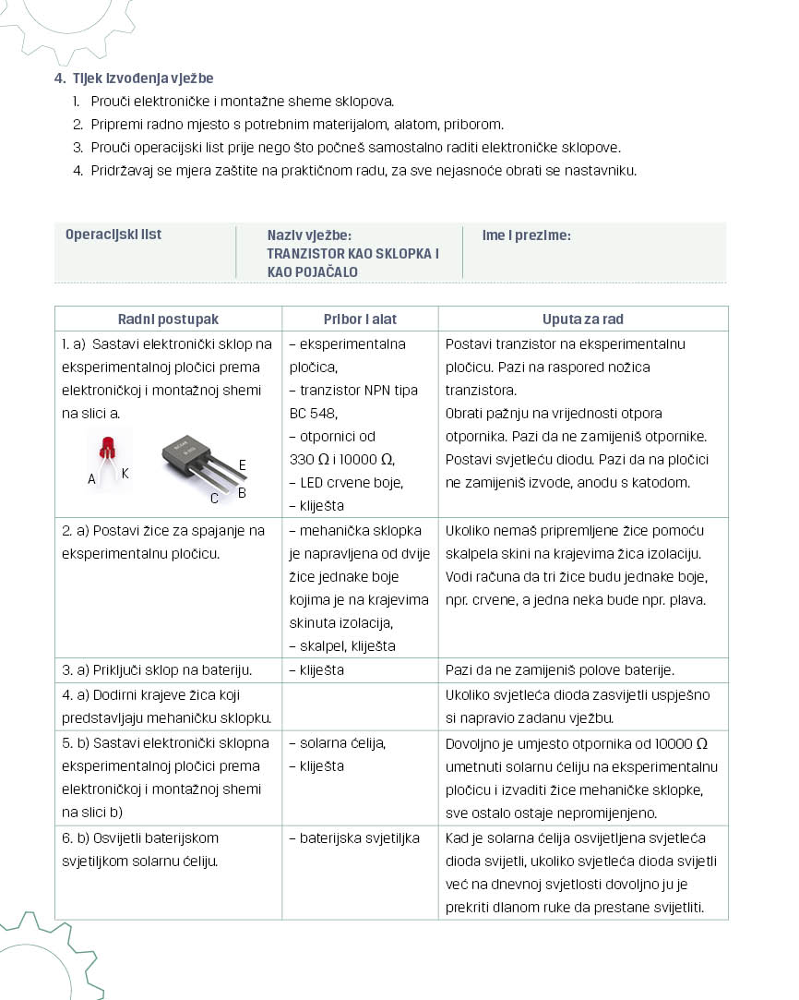 4. Tijek izvođenja vježbe
1. Prouči elektroničke i montažne sheme sklopova.
2. Pripremi radno mjesto s potrebnim materijalom, alatom, priborom.
3. Prouči operacijski list prije nego što počneš samostalno raditi elektroničke sklopove.
4. Pridržavaj se mjera zaštite na praktičnom radu, za sve nejasnoće obrati se nastavniku.
Operacijski list
Naziv vježbe:
TRANZISTOR KAO SKLOPKA I
KAO POJAČALO
Ime i prezime:
Radni postupak
Pribor i alat
Uputa za rad
1. a) Sastavi elektronički sklop na
eksperimentalnoj pločici prema
elektroničkoj i montažnoj shemi
na slici a.
A
K
E
B
C
– eksperimentalna
pločica,
– tranzistor NPN tipa
BC 548,
– otpornici od
330 Ω i 10000 Ω,
– LED crvene boje,
– kliješta
Postavi tranzistor na eksperimentalnu
pločicu. Pazi na raspored nožica
tranzistora.
Obrati pažnju na vrijednosti otpora
otpornika. Pazi da ne zamijeniš otpornike.
Postavi svjetleću diodu. Pazi da na pločici
ne zamijeniš izvode, anodu s katodom.
2. a) Postavi žice za spajanje na
eksperimentalnu pločicu.
– mehanička sklopka
je napravljena od dvije
žice jednake boje
kojima je na krajevima
skinuta izolacija,
– skalpel, kliješta
Ukoliko nemaš pripremljene žice pomoću
skalpela skini na krajevima žica izolaciju.
Vodi računa da tri žice budu jednake boje,
npr. crvene, a jedna neka bude npr. plava.
3. a) Priključi sklop na bateriju.
– kliješta
Pazi da ne zamijeniš polove baterije.
4. a) Dodirni krajeve žica koji
predstavljaju mehaničku sklopku.
Ukoliko svjetleća dioda zasvijetli uspješno
si napravio zadanu vježbu.
5. b) Sastavi elektronički sklopna
eksperimentalnoj pločici prema
elektroničkoj i montažnoj shemi
na slici b)
– solarna ćelija,
– kliješta
Dovoljno je umjesto otpornika od 10000 Ω
umetnuti solarnu ćeliju na eksperimentalnu
pločicu i izvaditi žice mehaničke sklopke,
sve ostalo ostaje nepromijenjeno.
6. b) Osvijetli baterijskom
svjetiljkom solarnu ćeliju.
– baterijska svjetiljka
Kad je solarna ćelija osvijetljena svjetleća
dioda svijetli, ukoliko svjetleća dioda svijetli
već na dnevnoj svjetlosti dovoljno ju je
prekriti dlanom ruke da prestane svijetliti.